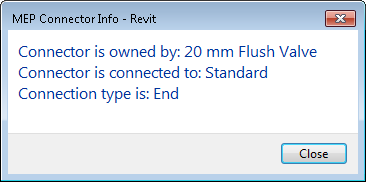 MEP Connector Info - Revit
Connector is owned by: 20 mm Flush Valve
Connector is connected to: Standard
Connection type is: End
Close